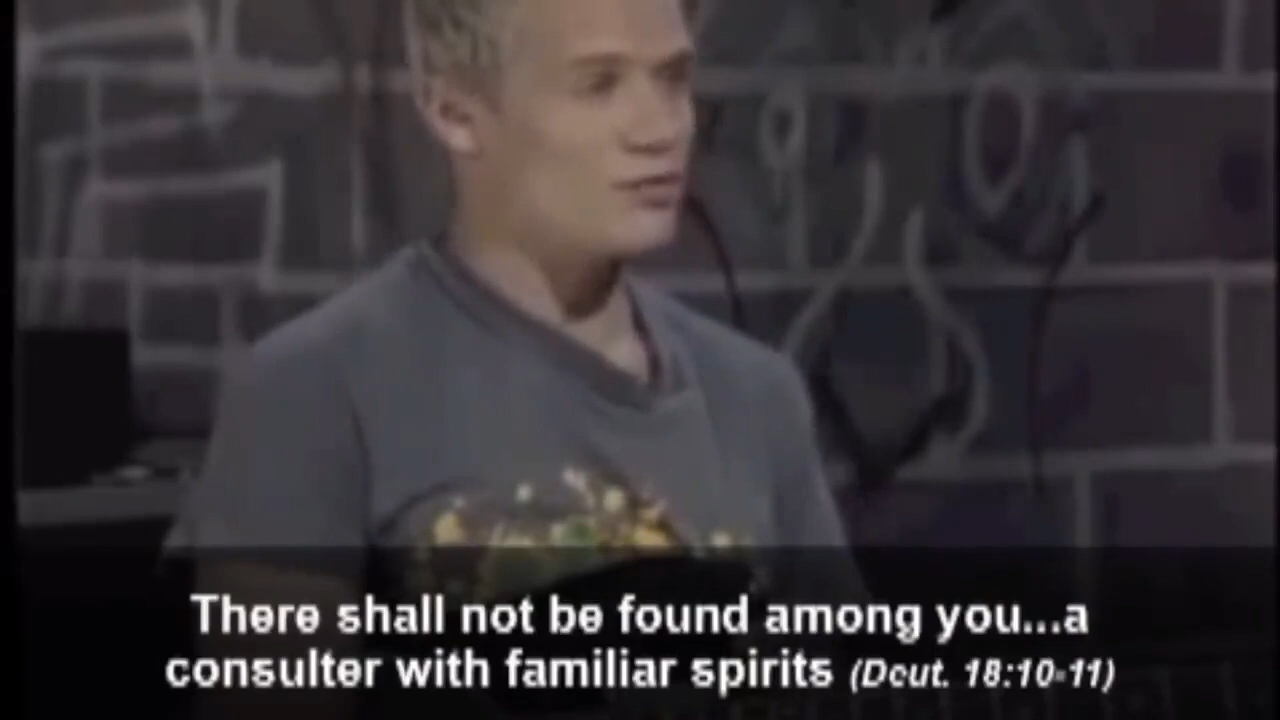 There shall not be found among you...a
consulter with familiar spirits (Deut. 18:10-11)